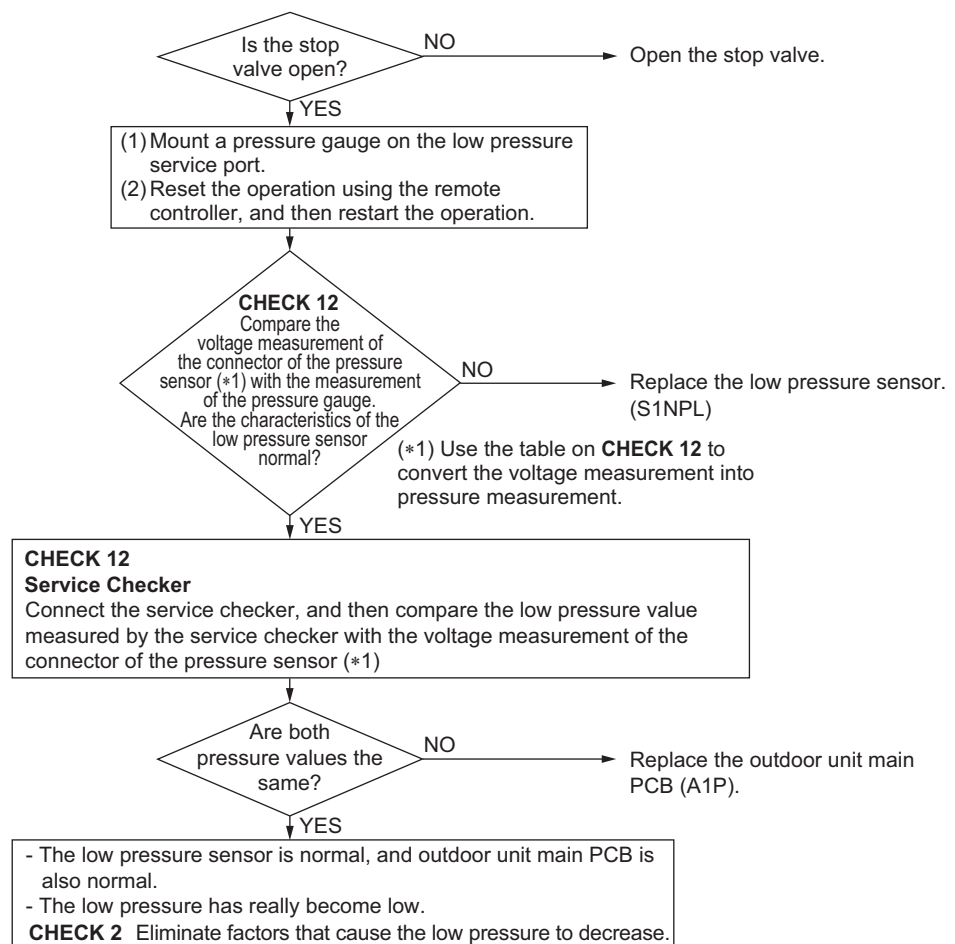 Is the stop
valve open?
NO
Open the stop valve.
YES
(1) Mount a pressure gauge on the low pressure
service port.
(2) Reset the operation using the remote
controller, and then restart the operation.
CHECK 12
Compare the
voltage measurement of
the connector of the pressure
sensor (∗1) with the measurement
of the pressure gauge.
Are the characteristics of the
low pressure sensor
normal?
NO
Replace the low pressure sensor.
(S1NPL)
(∗1) Use the table on CHECK 12 to
convert the voltage measurement into
pressure measurement.
YES
CHECK 12
Service Checker
Connect the service checker, and then compare the low pressure value
measured by the service checker with the voltage measurement of the
connector of the pressure sensor (∗1)
Are both
pressure values the
same?
NO
Replace the outdoor unit main
PCB (A1P).
YES
- The low pressure sensor is normal, and outdoor unit main PCB is
also normal.
- The low pressure has really become low.
CHECK 2 Eliminate factors that cause the low pressure to decrease.